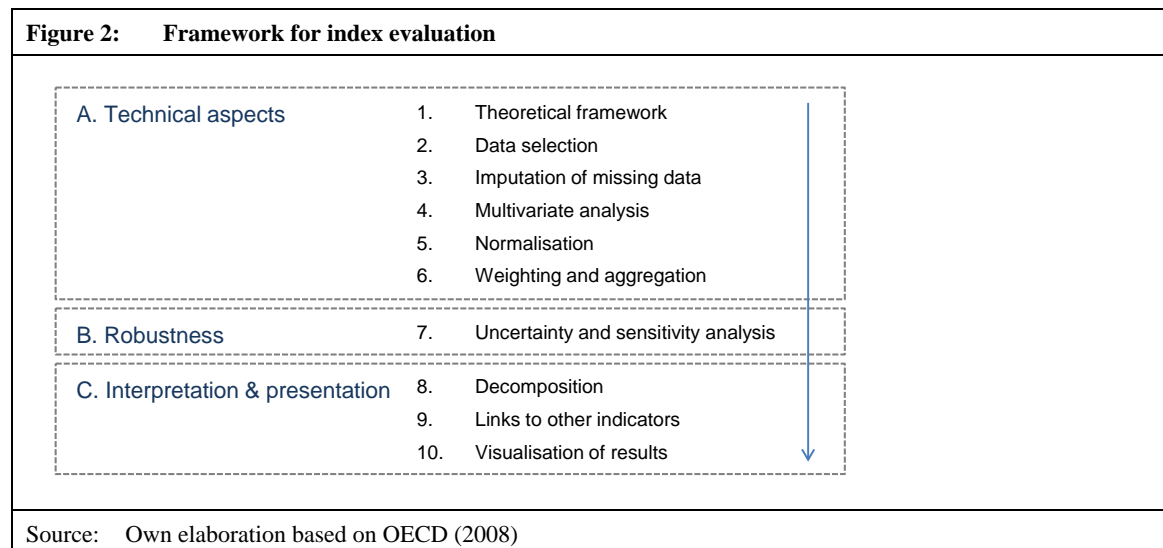 Figure 2: Framework for index evaluation
A. Technical aspects
1. Theoretical framework
2. Data selection
3. Imputation of missing data
4. Multivariate analysis
5. Normalisation
6. Weighting and aggregation
B. Robustness
7. Uncertainty and sensitivity analysis
C. Interpretation & presentation
8. Decomposition
9. Links to other indicators
10. Visualisation of results
Source: Own elaboration based on OECD (2008)